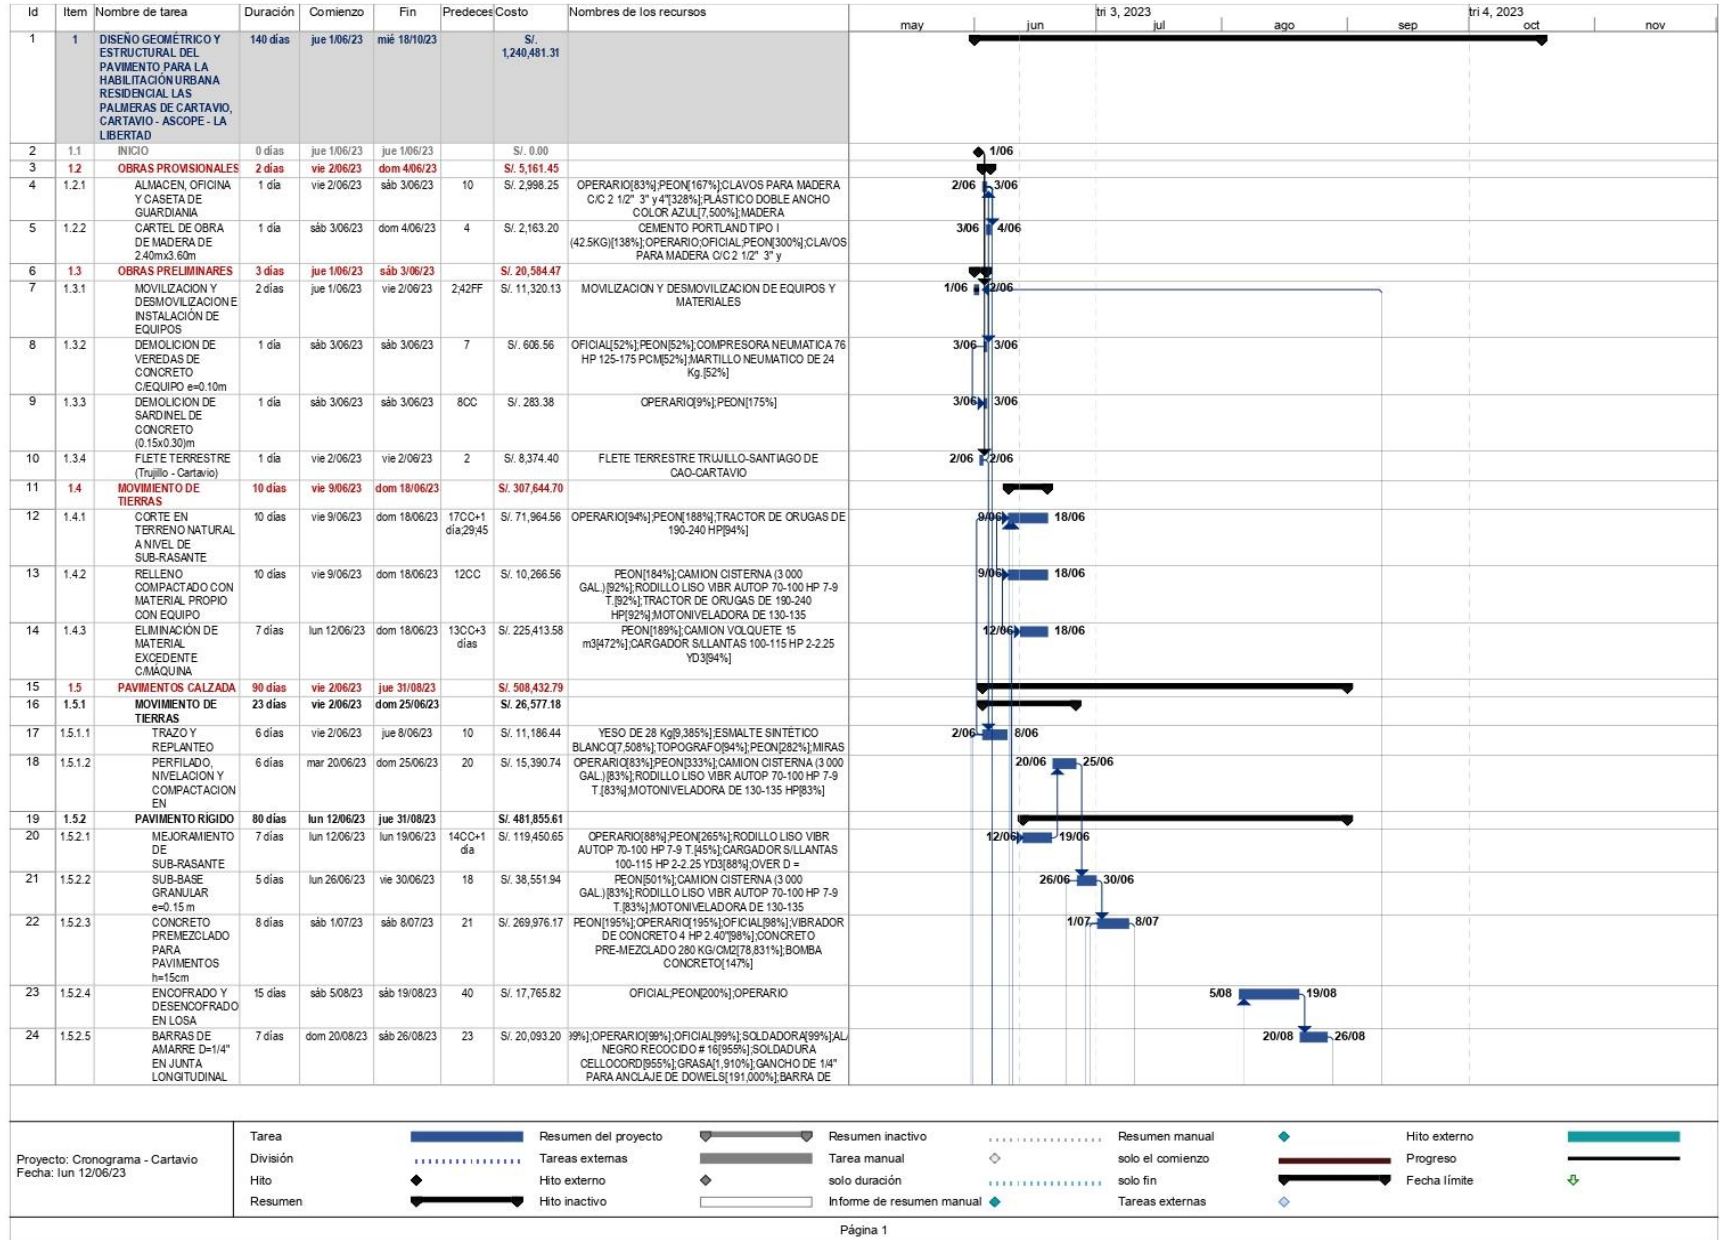 Id Item Nombre de tarea Duración Comienzo Fin Predeces Costo Nombres de los recursos
tri 3, 2023 tri 4, 2023
may jun jul ago sep oct nov
1 1 DISEÑO GEOMÉTRICO Y 140 días jue 1/06/23 mié 18/10/23 S/.
ESTRUCTURAL DEL 1,240,481.31
PAVIMENTO PARA LA
HABILITACIÓN URBANA
RESIDENCIAL LAS
PALMERAS DE CARTAVIO,
CARTAVIO - ASCOPE - LA
LIBERTAD
2 1.1 INICIO 0 días jue 1/06/23 jue 1/06/23 S/. 0.00 1/06
3 1.2 OBRAS PROVISIONALES 2 días vie 2/06/23 dom 4/06/23 S/. 5,161.45
4 1.2.1 ALMACEN, OFICINA 1 día vie 2/06/23 sáb 3/06/23 10 S/. 2,998.25 OPERARIO[83%];PEON[167%];CLAVOS PARA MADERA 2/06 3/06
Y CASETA DE C/C 2 1/2" 3" y 4"[328%];PLÁSTICO DOBLE ANCHO
GUARDIANIA COLOR AZUL[7,500%];MADERA
5 1.2.2 CARTEL DE OBRA 1 día sáb 3/06/23 dom 4/06/23 4 S/. 2,163.20 CEMENTO PORTLAND TIPO I 3/06 4/06
DE MADERA DE (42.5KG)[138%];OPERARIO;OFICIAL;PEON[300%];CLAVOS
2.40mx3.60m PARA MADERA C/C 2 1/2" 3" y
6 1.3 OBRAS PRELIMINARES 3 días jue 1/06/23 sáb 3/06/23 S/. 20,584.47
7 1.3.1 MOVILIZACION Y 2 días jue 1/06/23 vie 2/06/23 2;42FF S/. 11,320.13 MOVILIZACION Y DESMOVILIZACION DE EQUIPOS Y 1/06 2/06
DESMOVILIZACION E MATERIALES
INSTALACIÓN DE
EQUIPOS
8 1.3.2 DEMOLICION DE 1 día sáb 3/06/23 sáb 3/06/23 7 S/. 606.56 OFICIAL[52%];PEON[52%];COMPRESORA NEUMATICA 76 3/06 3/06
VEREDAS DE HP 125-175 PCM[52%];MARTILLO NEUMATICO DE 24
CONCRETO Kg.[52%]
C/EQUIPO e=0.10m
9 1.3.3 DEMOLICION DE 1 día sáb 3/06/23 sáb 3/06/23 8CC S/. 283.38 OPERARIO[9%];PEON[175%] 3/06 3/06
SARDINEL DE
CONCRETO
(0.15x0.30)m
10 1.3.4 FLETE TERRESTRE 1 día vie 2/06/23 vie 2/06/23 2 S/. 8,374.40 FLETE TERRESTRE TRUJILLO-SANTIAGO DE 2/06 2/06
(Trujillo - Cartavio) CAO-CARTAVIO
11 1.4 MOVIMIENTO DE 10 días vie 9/06/23 dom 18/06/23 S/. 307,644.70
TIERRAS
12 1.4.1 CORTE EN 10 días vie 9/06/23 dom 18/06/23 17CC+1 S/. 71,964.56 OPERARIO[94%];PEON[188%];TRACTOR DE ORUGAS DE 9/06 18/06
TERRENO NATURAL día;29;45 190-240 HP[94%]
A NIVEL DE
SUB-RASANTE
13 1.4.2 RELLENO 10 días vie 9/06/23 dom 18/06/23 12CC S/. 10,266.56 PEON[184%];CAMION CISTERNA (3 000 9/06 18/06
COMPACTADO CON GAL.)[92%];RODILLO LISO VIBR AUTOP 70-100 HP 7-9
MATERIAL PROPIO T.[92%];TRACTOR DE ORUGAS DE 190-240
CON EQUIPO HP[92%];MOTONIVELADORA DE 130-135
14 1.4.3 ELIMINACIÓN DE 7 días lun 12/06/23 dom 18/06/23 13CC+3 S/. 225,413.58 PEON[189%];CAMION VOLQUETE 15 12/06 18/06
MATERIAL días m3[472%];CARGADOR S/LLANTAS 100-115 HP 2-2.25
EXCEDENTE YD3[94%]
C/MÁQUINA
15 1.5 PAVIMENTOS CALZADA 90 días vie 2/06/23 jue 31/08/23 S/. 508,432.79
16 1.5.1 MOVIMIENTO DE 23 días vie 2/06/23 dom 25/06/23 S/. 26,577.18
TIERRAS
17 1.5.1.1 TRAZO Y 6 días vie 2/06/23 jue 8/06/23 10 S/. 11,186.44 YESO DE 28 Kg[9,385%];ESMALTE SINTÉTICO 2/06 8/06
REPLANTEO BLANCO[7,508%];TOPOGRAFO[94%];PEON[282%];MIRAS
18 1.5.1.2 PERFILADO, 6 días mar 20/06/23 dom 25/06/23 20 S/. 15,390.74 OPERARIO[83%];PEON[333%];CAMION CISTERNA (3 000 20/06 25/06
NIVELACION Y GAL.)[83%];RODILLO LISO VIBR AUTOP 70-100 HP 7-9
COMPACTACION T.[83%];MOTONIVELADORA DE 130-135 HP[83%]
EN
19 1.5.2 PAVIMENTO RÍGIDO 80 días lun 12/06/23 jue 31/08/23 S/. 481,855.61
20 1.5.2.1 MEJORAMIENTO 7 días lun 12/06/23 lun 19/06/23 14CC+1 S/. 119,450.65 OPERARIO[88%];PEON[265%];RODILLO LISO VIBR 12/06 19/06
DE día AUTOP 70-100 HP 7-9 T.[45%];CARGADOR S/LLANTAS
SUB-RASANTE 100-115 HP 2-2.25 YD3[88%];OVER D =
21 1.5.2.2 SUB-BASE 5 días lun 26/06/23 vie 30/06/23 18 S/. 38,551.94 PEON[501%];CAMION CISTERNA (3 000 26/06 30/06
GRANULAR GAL.)[83%];RODILLO LISO VIBR AUTOP 70-100 HP 7-9
e=0.15 m T.[83%];MOTONIVELADORA DE 130-135
22 1.5.2.3 CONCRETO 8 días sáb 1/07/23 sáb 8/07/23 21 S/. 269,976.17 PEON[195%];OPERARIO[195%];OFICIAL[98%];VIBRADOR 1/07 8/07
PREMEZCLADO DE CONCRETO 4 HP 2.40"[98%];CONCRETO
PARA PRE-MEZCLADO 280 KG/CM2[78,831%];BOMBA
PAVIMENTOS CONCRETO[147%]
h=15cm
23 1.5.2.4 ENCOFRADO Y 15 días sáb 5/08/23 sáb 19/08/23 40 S/. 17,765.82 OFICIAL;PEON[200%];OPERARIO 5/08 19/08
DESENCOFRADO
EN LOSA
24 1.5.2.5 BARRAS DE 7 días dom 20/08/23 sáb 26/08/23 23 S/. 20,093.20 99%];OPERARIO[99%];OFICIAL[99%];SOLDADORA[99%];AL 20/08 26/08
AMARRE D=1/4" NEGRO RECOCIDO # 16[955%];SOLDADURA
EN JUNTA CELLOCORD[955%];GRASA[1,910%];GANCHO DE 1/4"
LONGITUDINAL PARA ANCLAJE DE DOWELS[191,000%];BARRA DE
Proyecto: Cronograma - Cartavio
Fecha: lun 12/06/23
Tarea Resumen del proyecto Resumen inactivo Resumen manual Hito externo
División Tareas externas Tarea manual solo el comienzo Progreso
Hito Hito externo solo duración solo fin Fecha límite
Resumen Hito inactivo Informe de resumen manual Tareas externas
Página 1